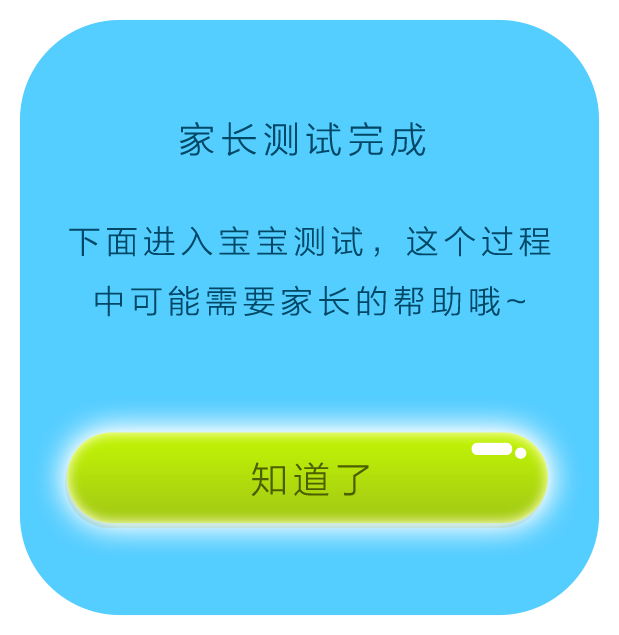 家长测试完成
下面进入宝宝测试，这个过程
中可能需要家长的帮助哦~
知道了